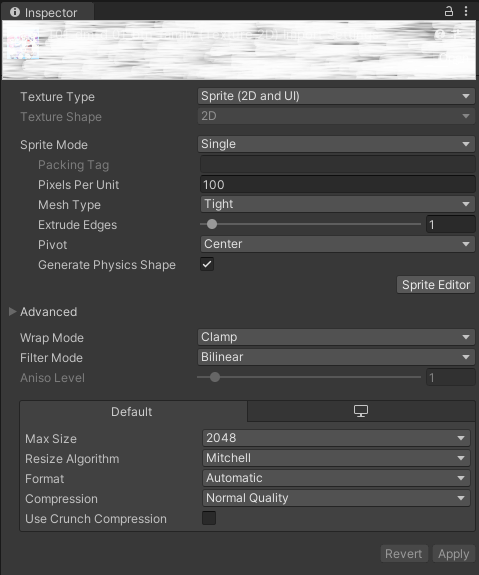 Inspector
Texture Type Sprite (2D and UI)
Texture Shape 2D
Sprite Mode Single
Packing Tag
Pixels Per Unit 100
Mesh Type Tight
Extrude Edges 1
Pivot Center
Generate Physics Shape
Sprite Editor
Advanced
Wrap Mode Clamp
Filter Mode Bilinear
Aniso Level 1
Default
Max Size 2048
Resize Algorithm Mitchell
Format Automatic
Compression Normal Quality
Use Crunch Compression
Revert Apply